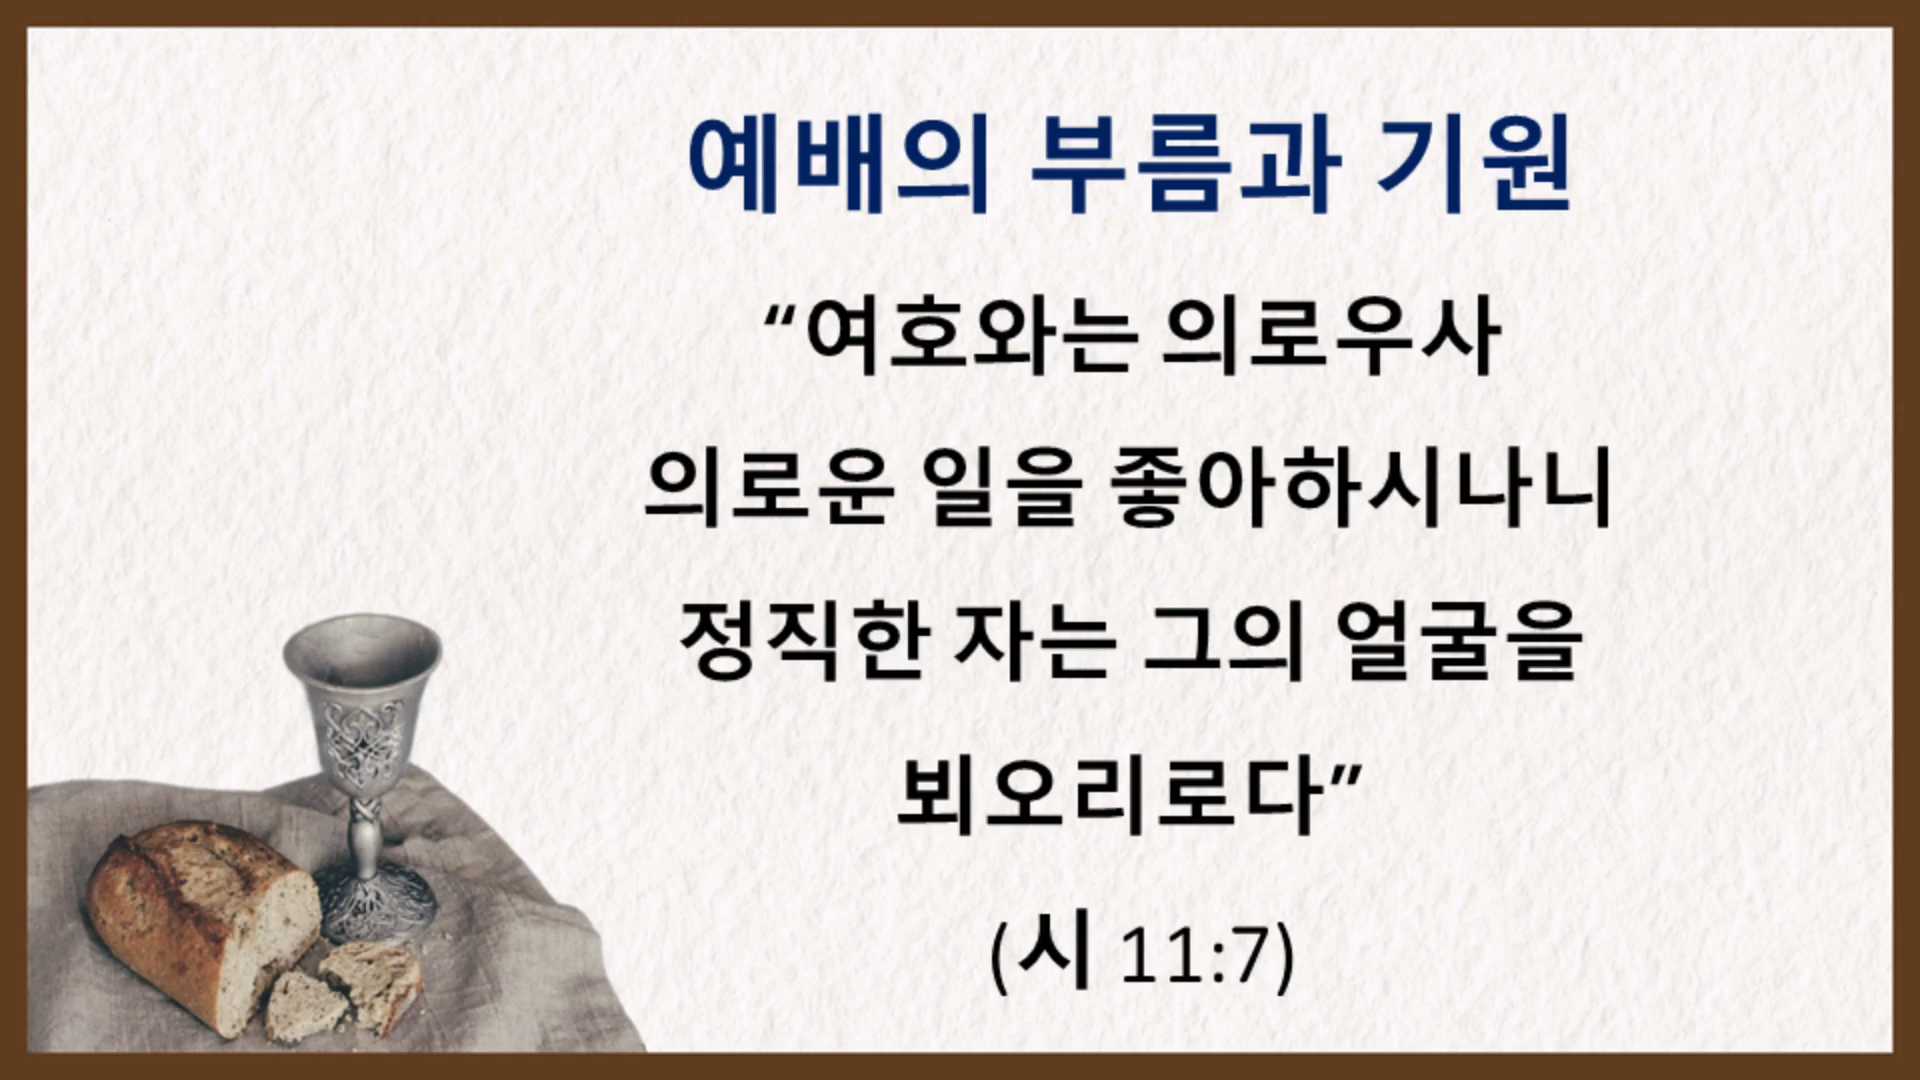 예배의 부름과 기원
“여호와는 의로우사
의로운 일을 좋아하시나니
정직한 자는 그의 얼굴을
뵈오리로다”
(시 11:7)